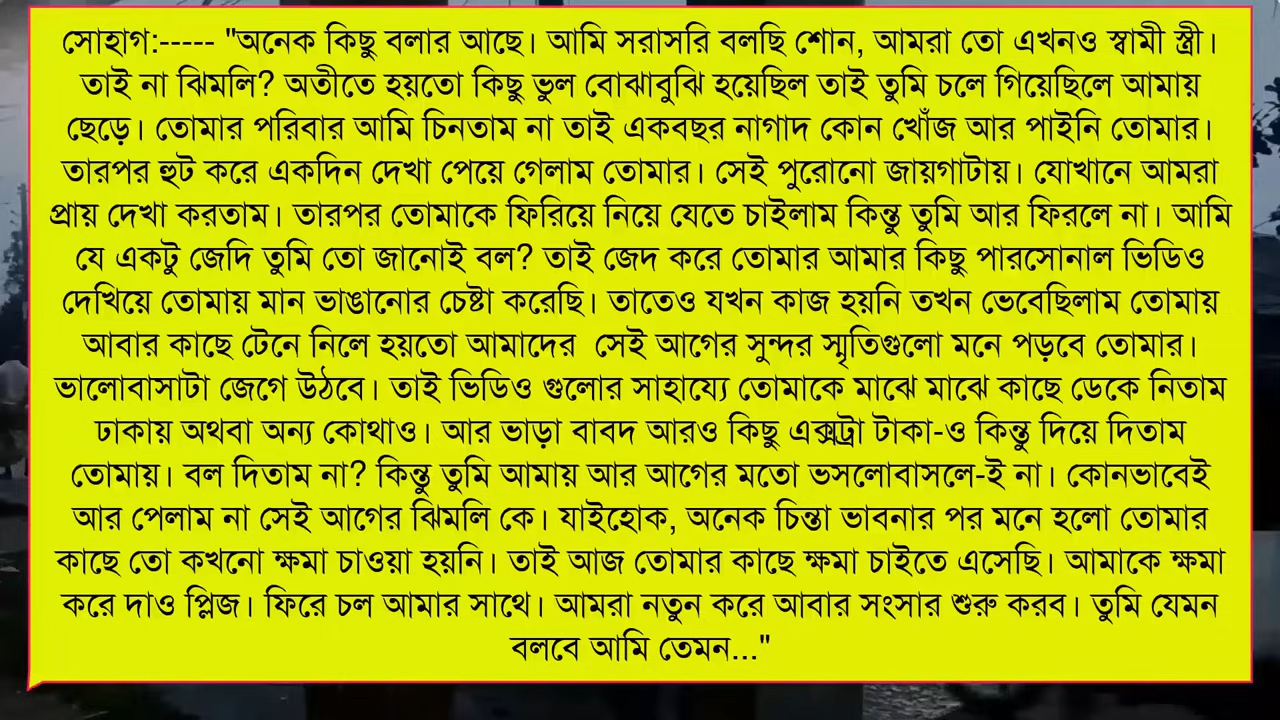 সোহাগ:----- "অনেক কিছু বলার আছে। আমি সরাসরি বলছি শোন, আমরা তো এখনও স্বামী স্ত্রী।
তাই না ঝিমলি? অতীতে হয়তো কিছু ভুল বোঝাবুঝি হয়েছিল তাই তুমি চলে গিয়েছিলে আমায়
ছেড়ে। তোমার পরিবার আমি চিনতাম না তাই একবছর নাগাদ কোন খোঁজ আর পাইনি তোমার।
তারপর হুট করে একদিন দেখা পেয়ে গেলাম তোমার। সেই পুরোনো জায়গাটায়। যোখানে আমরা
প্রায় দেখা করতাম। তারপর তোমাকে ফিরিয়ে নিয়ে যেতে চাইলাম কিন্তু তুমি আর ফিরলে না। আমি
যে একটু জেদি তুমি তো জানোই বল? তাই জেদ করে তোমার আমার কিছু পারসোনাল ভিডিও
দেখিয়ে তোমায় মান ভাঙানোর চেষ্টা করেছি। তাতেও যখন কাজ হয়নি তখন ভেবেছিলাম তোমায়
আবার কাছে টেনে নিলে হয়তো আমাদের  সেই আগের সুন্দর স্মৃতিগুলো মনে পড়বে তোমার।
ভালোবাসাটা জেগে উঠবে। তাই ভিডিও গুলোর সাহায্যে তোমাকে মাঝে মাঝে কাছে ডেকে নিতাম
ঢাকায় অথবা অন্য কোথাও। আর ভাড়া বাবদ আরও কিছু এক্সট্রা টাকা-ও কিন্তু দিয়ে দিতাম
তোমায়। বল দিতাম না? কিন্তু তুমি আমায় আর আগের মতো ভসলোবাসলে-ই না। কোনভাবেই
আর পেলাম না সেই আগের ঝিমলি কে। যাইহোক, অনেক চিন্তা ভাবনার পর মনে হলো তোমার
কাছে তো কখনো ক্ষমা চাওয়া হয়নি। তাই আজ তোমার কাছে ক্ষমা চাইতে এসেছি। আমাকে ক্ষমা
করে দাও প্লিজ। ফিরে চল আমার সাথে। আমরা নতুন করে আবার সংসার শুরু করব। তুমি যেমন
বলবে আমি তেমন..."